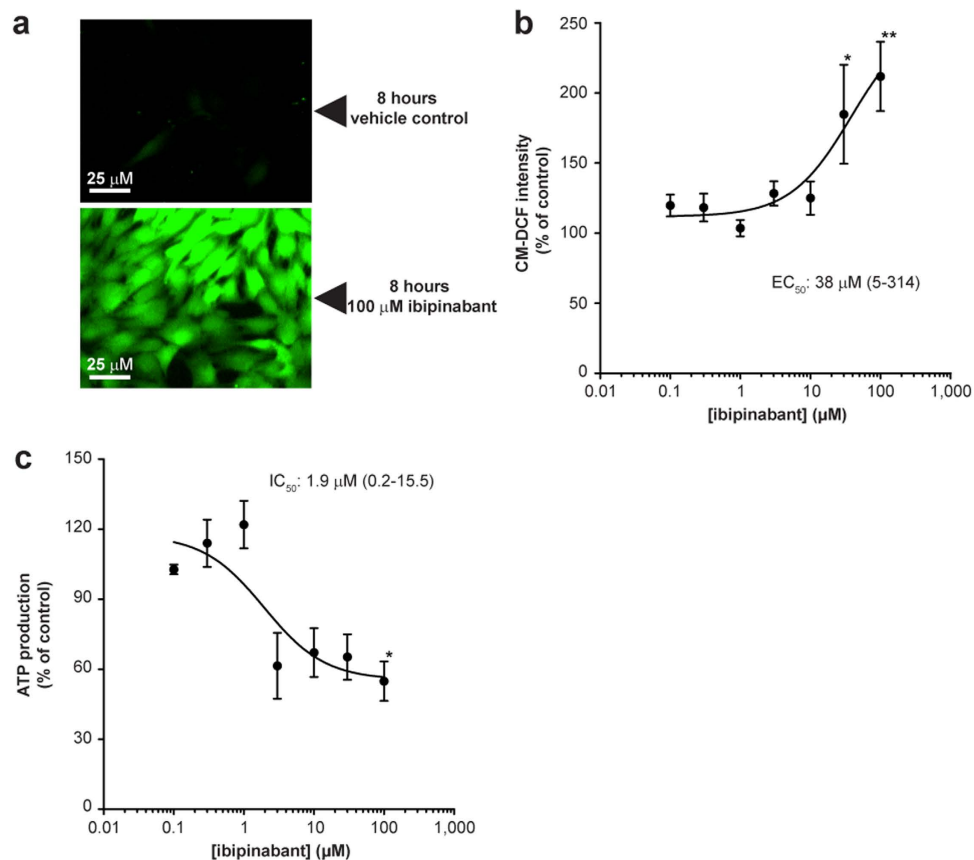 a
8 hours
vehicle control
25 μM
8 hours
100 μM ibipinabant
25 μM
b
250
200
150
100
50
0
CM-DCF intensity
(% of control)
*
**
EC50: 38 μM (5-314)
0.01
0.1
1
10
100
1,000
[ibipinabant] (μM)
c
150
120
90
60
30
0
ATP production
(% of control)
IC50: 1.9 μM (0.2-15.5)
*
0.01
0.1
1
10
100
1,000
[ibipinabant] (μM)